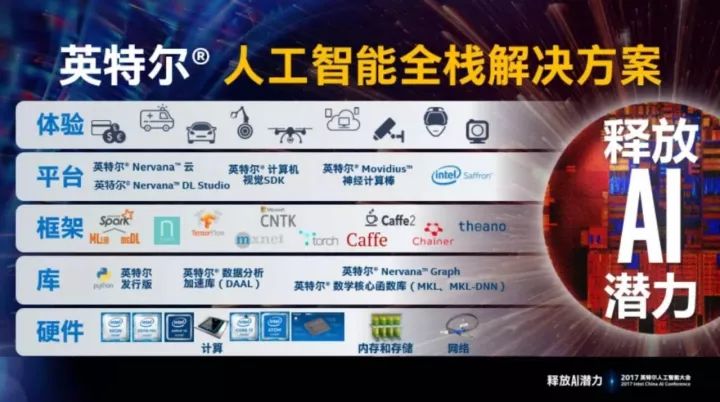 英特尔® 人工智能全栈解决方案
体验
平台
英特尔® Nervana™ 云
英特尔® Nervana™ DL Studio
英特尔® 计算机
视觉SDK
英特尔® Movidius™
神经计算棒
intel Saffron™
框架
Spark
MLlib BigDL
n
TensorFlow
Microsoft
CNTK
mxnet
torch
Caffe2
Caffe
Chainer
theano
库
python
英特尔
发行版
英特尔® 数据分析
加速库（DAAL）
英特尔® Nervana™ Graph
英特尔® 数学核心函数库（MKL、MKL-DNN）
硬件
计算
内存和存储
网络
释放
AI
潜力
释放AI潜力
2017 英特尔人工智能大会
2017 Intel China AI Conference